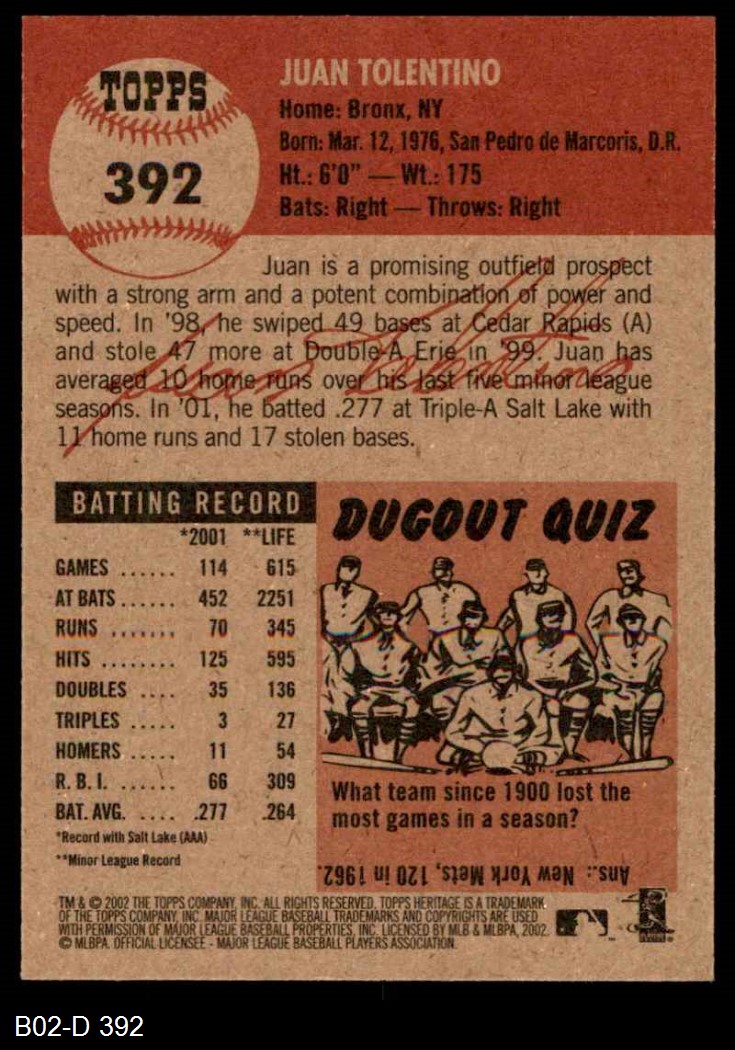 TOPPS
392
JUAN TOLENTINO
Home: Bronx, NY
Born: Mar. 12, 1976, San Pedro de Marcoris, D.R.
Ht.: 6'0" — Wt.: 175
Bats: Right — Throws: Right
Juan is a promising outfield prospect
with a strong arm and a potent combination of power and
speed. In '98, he swiped 49 bases at Cedar Rapids (A)
and stole 47 more at Double-A Erie in '99. Juan has
averaged 10 home runs over his last five minor league
seasons. In '01, he batted .277 at Triple-A Salt Lake with
11 home runs and 17 stolen bases.
Juan Tolentino
BATTING RECORD
*2001 **LIFE
GAMES ...... 114 615
AT BATS ...... 452 2251
RUNS ....... 70 345
HITS ........ 125 595
DOUBLES .... 35 136
TRIPLES ..... 3 27
HOMERS ..... 11 54
R.B.I. ...... 66 309
BAT. AVG. .... .277 .264
*Record with Salt Lake (AAA)
**Minor League Record
DUGOUT QUIZ
What team since 1900 lost the
most games in a season?
Ans.: New York Mets, 120 in 1962.
TM & © 2002 THE TOPPS COMPANY, INC. ALL RIGHTS RESERVED. TOPPS HERITAGE IS A TRADEMARK
OF THE TOPPS COMPANY, INC. MAJOR LEAGUE BASEBALL TRADEMARKS AND COPYRIGHTS ARE USED
WITH PERMISSION OF MAJOR LEAGUE BASEBALL PROPERTIES, INC. LICENSED BY MLB & MLBPA, 2002.
© MLBPA. OFFICIAL LICENSEE - MAJOR LEAGUE BASEBALL PLAYERS ASSOCIATION.
B02-D 392